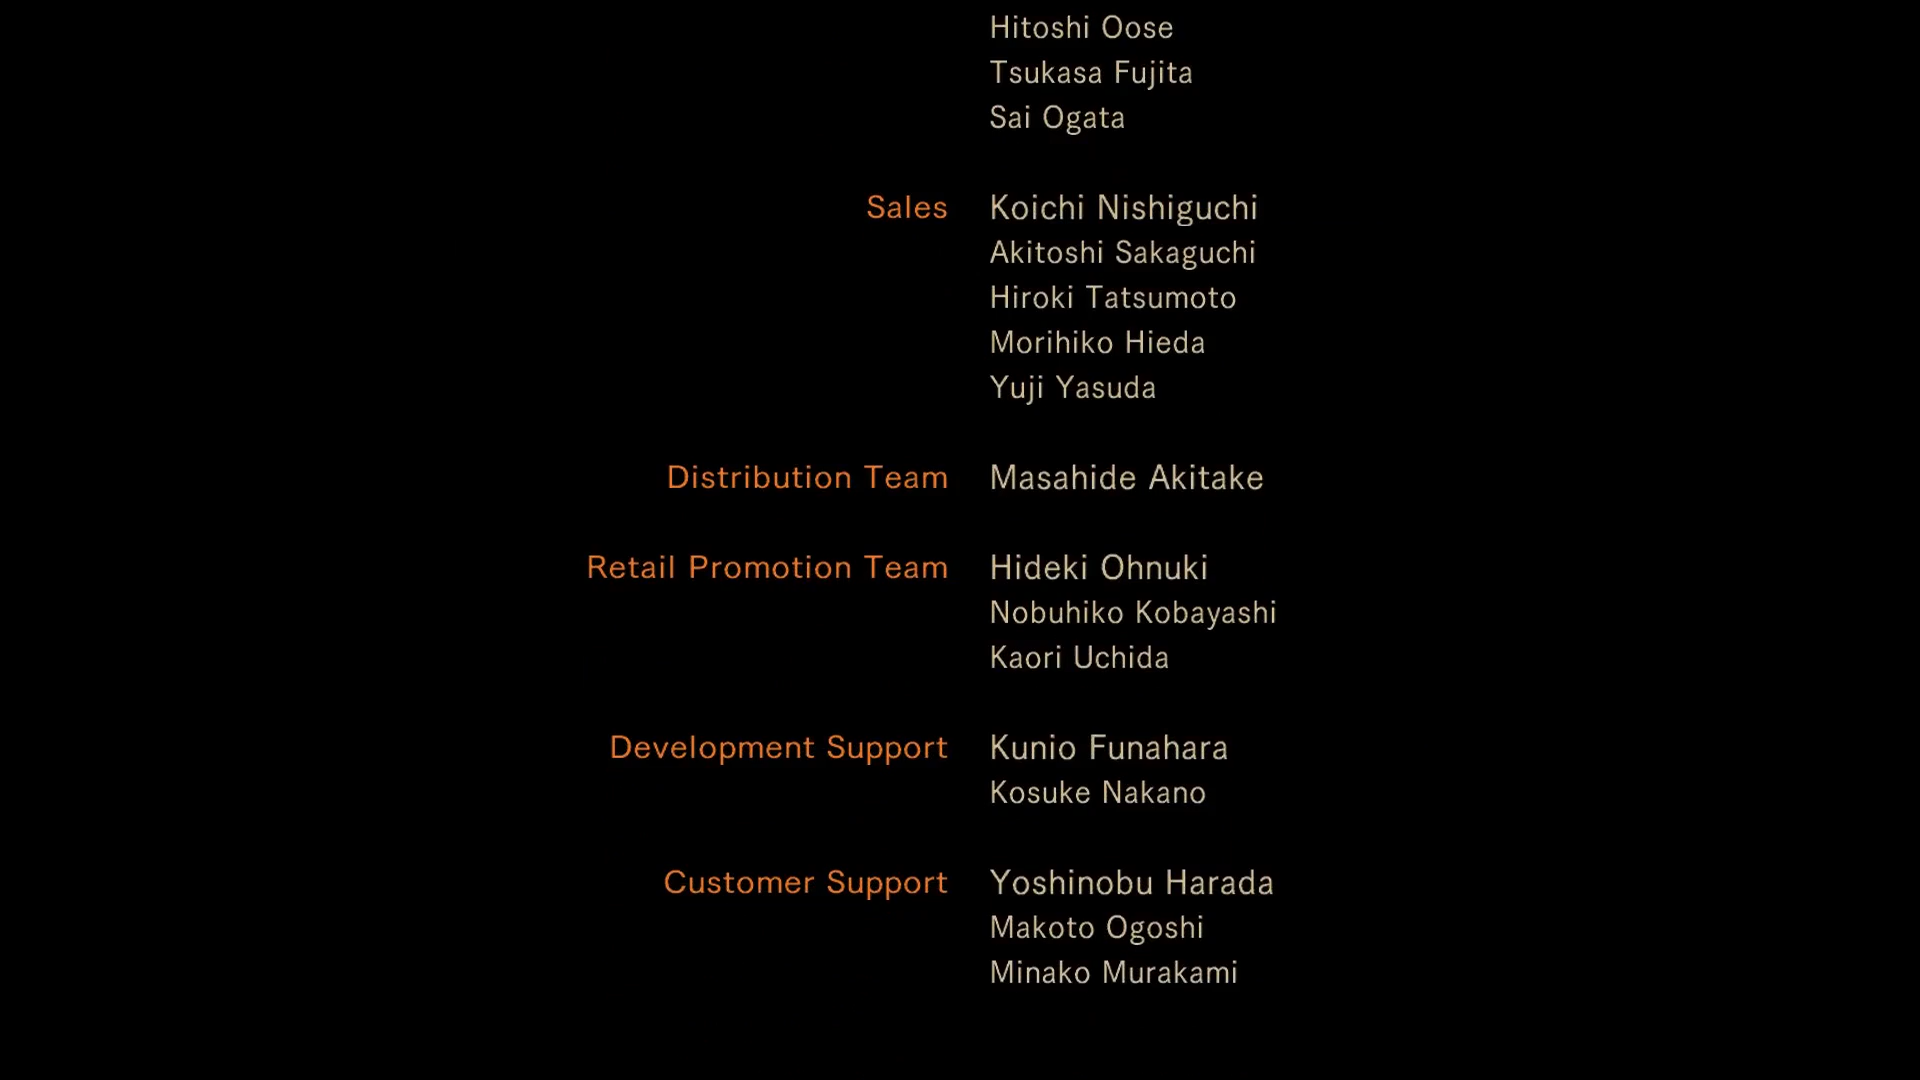 Hitoshi Oose
Tsukasa Fujita
Sai Ogata
Sales Koichi Nishiguchi
Akitoshi Sakaguchi
Hiroki Tatsumoto
Morihiko Hieda
Yuji Yasuda
Distribution Team Masahide Akitake
Retail Promotion Team Hideki Ohnuki
Nobuhiko Kobayashi
Kaori Uchida
Development Support Kunio Funahara
Kosuke Nakano
Customer Support Yoshinobu Harada
Makoto Ogoshi
Minako Murakami